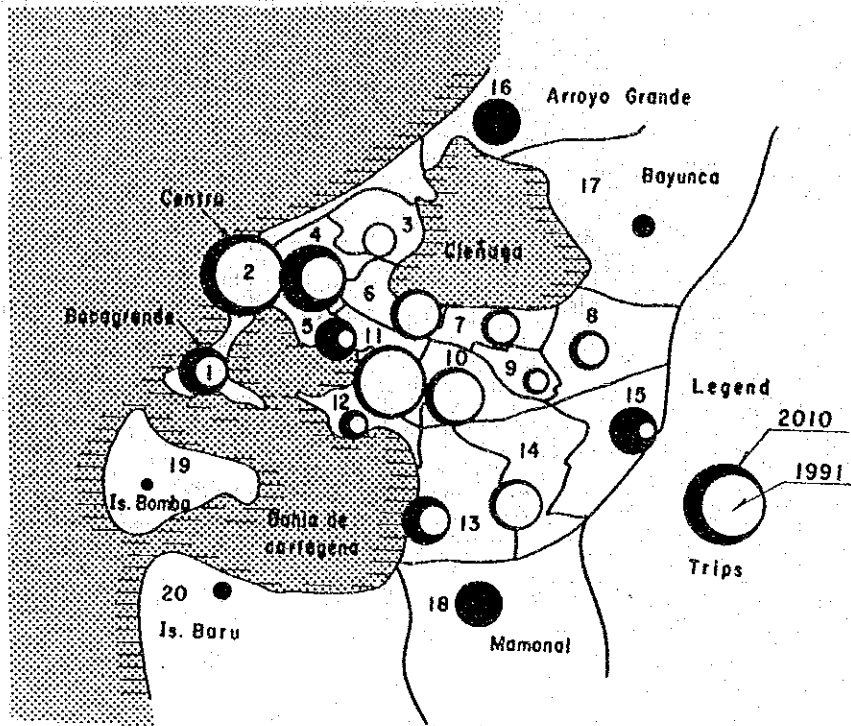 16
Arroyo Grande
17
Bayunca
Centro
3
4
Cienaga
2
6
Bocagrande
5
11
7
8
1
10
9
12
15
Legend
2010
14
1991
19
Is. Bomba
Bahia de
cartagena
13
Trips
20
18
Is. Baru
Mamonal